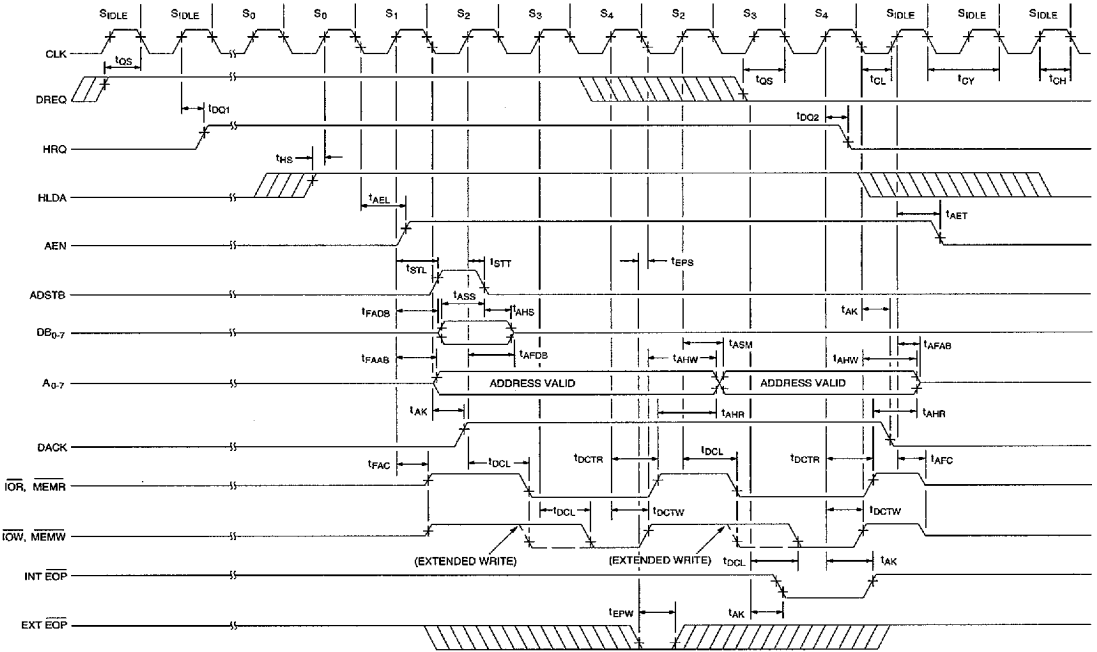 SIDLE SIDLE S0 S0 S1 S2 S3 S4 S2 S3 S4 SIDLE SIDLE SIDLE
CLK
tQS tQS tCL tCY tCH
DREQ
tDQ1 tDQ2
HRQ
tHS
HLDA
tAEL tAET
AEN
tSTL tSTT tEPS
ADSTB
tASS
tFADB tAHS tAK
DB0-7
tASM
tFAAB tAFDB tAHW tAHW tAFAB
A0-7 ADDRESS VALID ADDRESS VALID
tAK tAHR tAHR
DACK
tFAC tDCL tDCTR tDCL tDCTR tAFC
IOR, MEMR
tDCL tDCTW tDCTW
IOW, MEMW
(EXTENDED WRITE) (EXTENDED WRITE) tDCL tAK
INT EOP
tEPW tAK
EXT EOP